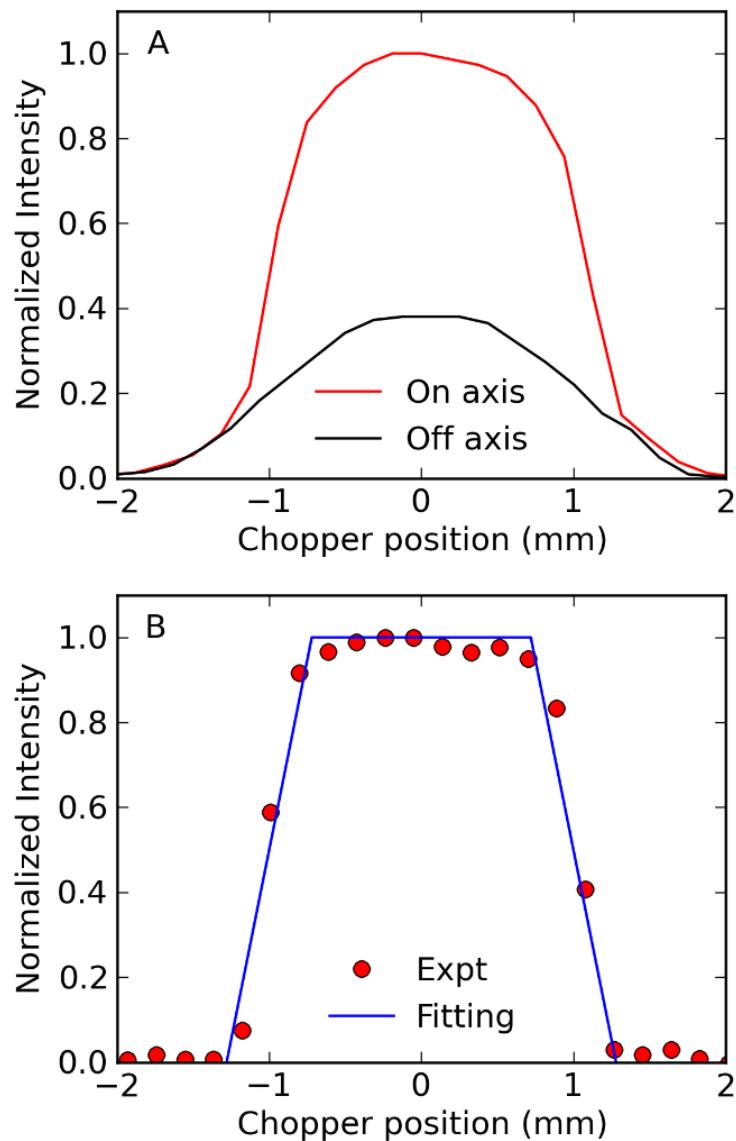 A
1.0
0.8
0.6
0.4
0.2
0.0
Normalized Intensity
On axis
Off axis
−2 −1 0 1 2
Chopper position (mm)
B
1.0
0.8
0.6
0.4
0.2
0.0
Normalized Intensity
Expt
Fitting
−2 −1 0 1 2
Chopper position (mm)